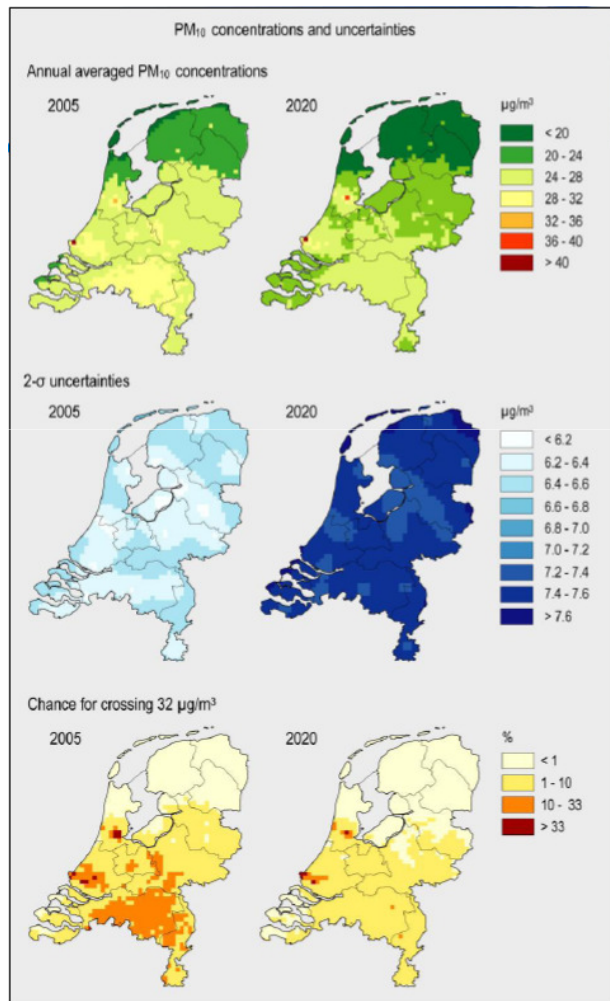 PM₁₀ concentrations and uncertainties
Annual averaged PM₁₀ concentrations
2005
2020
µg/m³
< 20
20 - 24
24 - 28
28 - 32
32 - 36
36 - 40
> 40
2-σ uncertainties
2005
2020
µg/m³
< 6.2
6.2 - 6.4
6.4 - 6.6
6.6 - 6.8
6.8 - 7.0
7.0 - 7.2
7.2 - 7.4
7.4 - 7.6
> 7.6
Chance for crossing 32 µg/m³
2005
2020
%
< 1
1 - 10
10 - 33
> 33